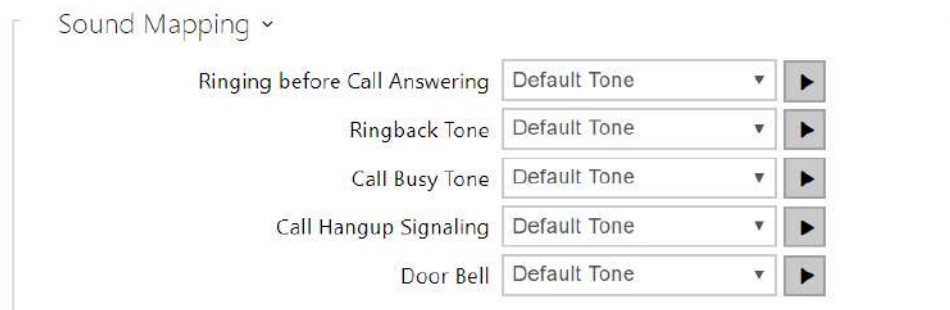 Sound Mapping
Ringing before Call Answering Default Tone
Ringback Tone Default Tone
Call Busy Tone Default Tone
Call Hangup Signaling Default Tone
Door Bell Default Tone